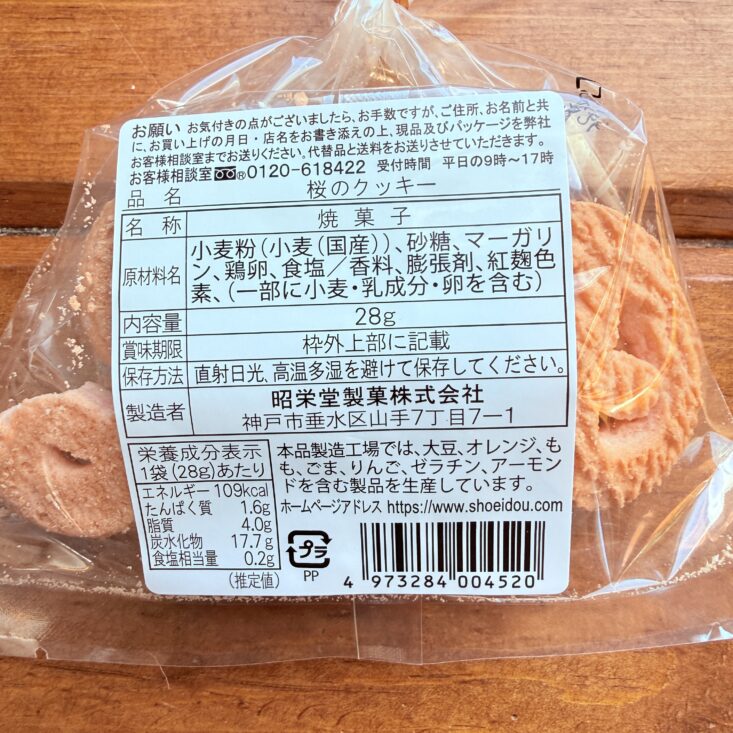 お願い お気付きの点がございましたら、お手数ですが、ご住所、お名前と共
に、お買い上げの月日・店名をお書き添えの上、現品及びパッケージを弊社
お客様相談室までお送りください。代替品と送料をお送りさせていただきます。
お客様相談室 ®0120-618422 受付時間 平日の9時〜17時
品名 桜のクッキー
名称 焼菓子
原材料名 小麦粉(小麦(国産))、砂糖、マーガリ
ン、鶏卵、食塩/香料、膨張剤、紅麹色
素、(一部に小麦・乳成分・卵を含む)
内容量 28g
賞味期限 枠外上部に記載
保存方法 直射日光、高温多湿を避けて保存してください。
製造者 昭栄堂製菓株式会社
神戸市垂水区山手7丁目7-1
栄養成分表示
1袋(28g)あたり
エネルギー 109kcal
たんぱく質 1.6g
脂質 4.0g
炭水化物 17.7g
食塩相当量 0.2g
(推定値)
本品製造工場では、大豆、オレンジ、も
も、ごま、りんご、ゼラチン、アーモン
ドを含む製品を生産しています。
ホームページアドレス https://www.shoeidou.com
プラ
PP
4 973284 004520